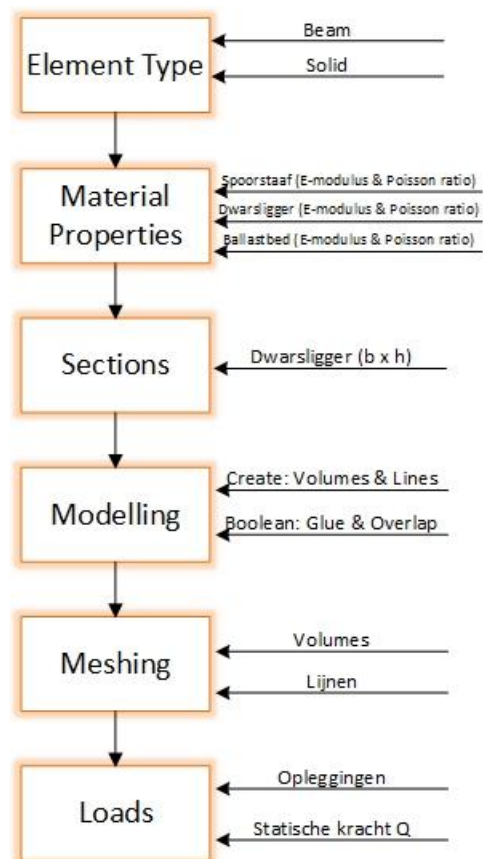 Beam
Element Type
Solid
Spoorstaaf (E-modulus & Poisson ratio)
Material
Dwarsligger (E-modulus & Poisson ratio)
Properties
Ballastbed (E-modulus & Poisson ratio)
Sections
Dwarsligger (b x h)
Create: Volumes & Lines
Modelling
Boolean: Glue & Overlap
Volumes
Meshing
Lijnen
Opleggingen
Loads
Statische kracht Q